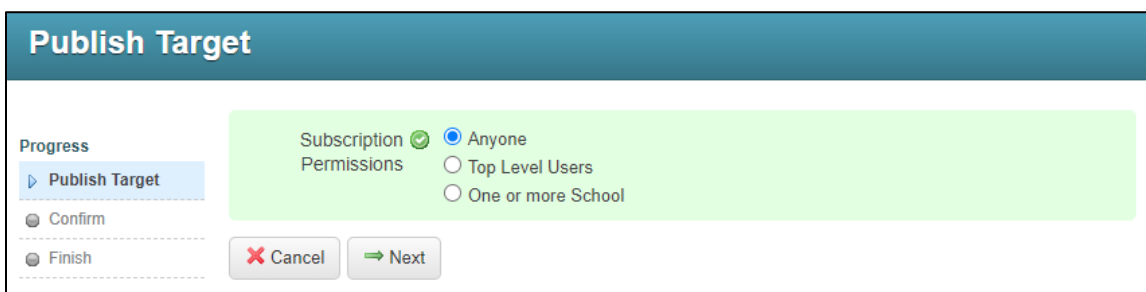 Publish Target
Progress
Publish Target
Confirm
Finish
Subscription
Permissions
Anyone
Top Level Users
One or more School
Cancel
Next